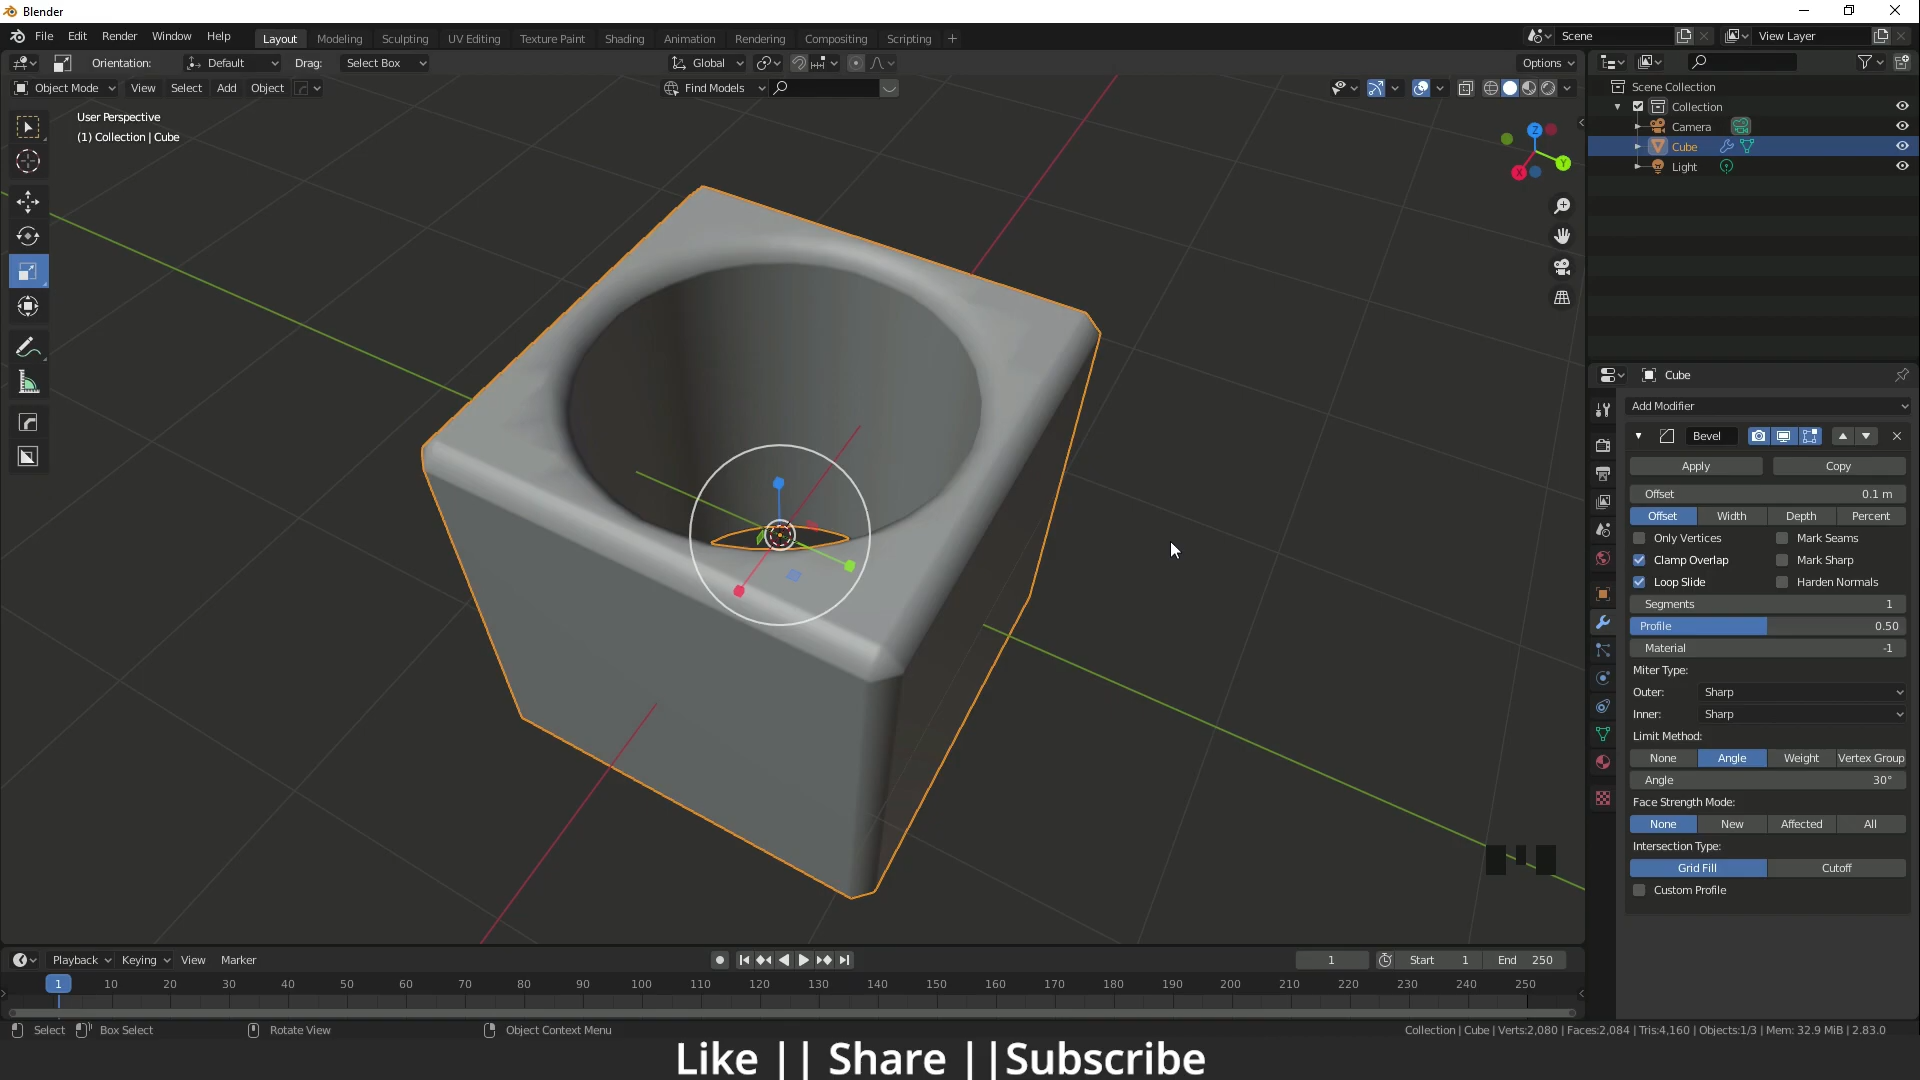 Blender
File Edit Render Window Help Layout Modeling Sculpting UV Editing Texture Paint Shading Animation Rendering Compositing Scripting + Scene View Layer
Orientation: Default Drag: Select Box Global Options
Object Mode View Select Add Object Find Models
User Perspective
(1) Collection | Cube
Z
Y
X
Scene Collection
Collection
Camera
Cube
Light
Cube
Add Modifier
Bevel
Apply Copy
Offset 0.1 m
Offset Width Depth Percent
Only Vertices Mark Seams
Clamp Overlap Mark Sharp
Loop Slide Harden Normals
Segments 1
Profile 0.50
Material -1
Miter Type:
Outer: Sharp
Inner: Sharp
Limit Method:
None Angle Weight Vertex Group
Angle 30°
Face Strength Mode:
None New Affected All
Intersection Type:
Grid Fill Cutoff
Custom Profile
Playback Keying View Marker 1 Start 1 End 250
1 10 20 30 40 50 60 70 80 90 100 110 120 130 140 150 160 170 180 190 200 210 220 230 240 250
Select Box Select Rotate View Object Context Menu Collection | Cube | Verts:2,080 | Faces:2,084 | Tris:4,160 | Objects:1/3 | Mem: 32.9 MiB | 2.83.0
Like || Share ||Subscribe